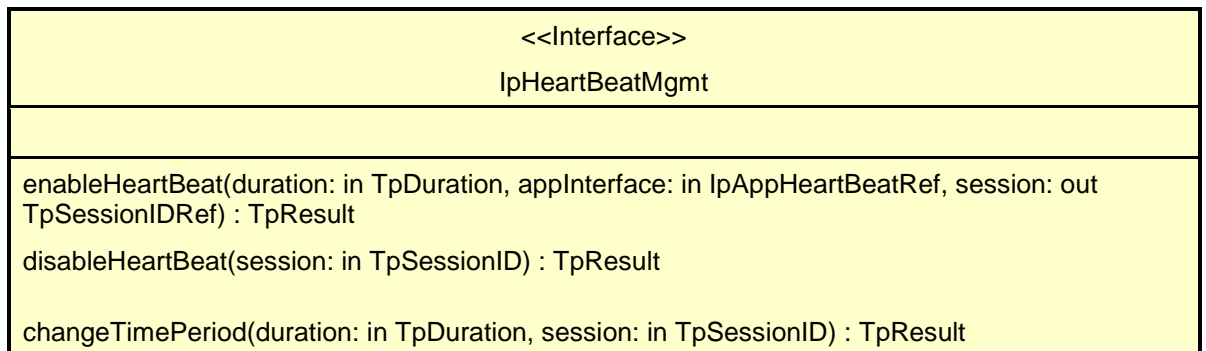 <<Interface>>
IpHeartBeatMgmt
enableHeartBeat(duration: in TpDuration, appInterface: in IpAppHeartBeatRef, session: out
TpSessionIDRef) : TpResult
disableHeartBeat(session: in TpSessionID) : TpResult
changeTimePeriod(duration: in TpDuration, session: in TpSessionID) : TpResult